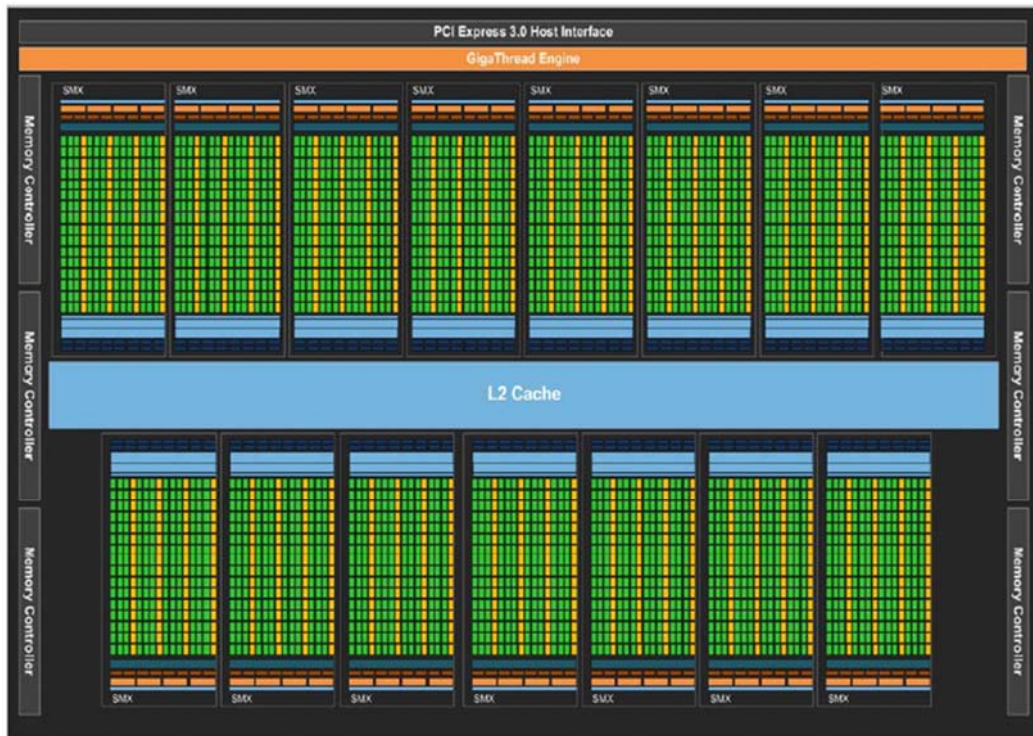 PCI Express 3.0 Host Interface
GigaThread Engine
Memory Controller
SMX SMX SMX SMX SMX SMX SMX SMX
Memory Controller
L2 Cache
Memory Controller
Memory Controller
Memory Controller
Memory Controller
SMX SMX SMX SMX SMX SMX SMX